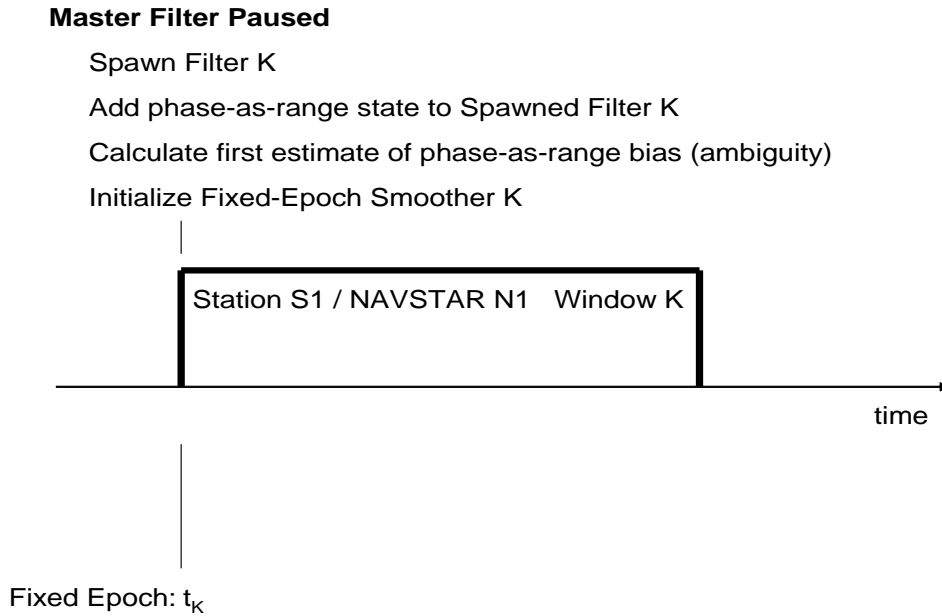 Master Filter Paused
Spawn Filter K
Add phase-as-range state to Spawned Filter K
Calculate first estimate of phase-as-range bias (ambiguity)
Initialize Fixed-Epoch Smoother K
Station S1 / NAVSTAR N1 Window K
time
Fixed Epoch: tK